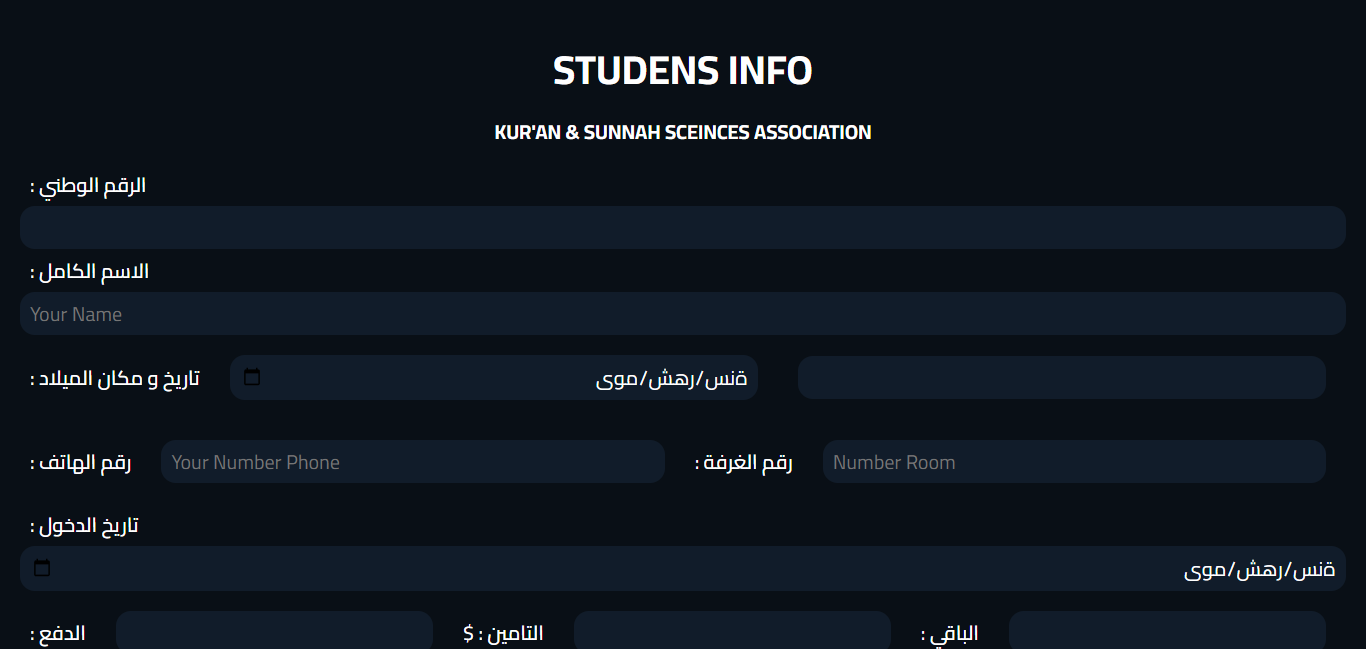 STUDENS INFO
KUR'AN & SUNNAH SCEINCES ASSOCIATION
الرقم الوطني :
الاسم الكامل :
Your Name
تاريخ و مكان الميلاد : ةنس/رهش/موى
رقم الهاتف : Your Number Phone رقم الغرفة : Number Room
تاريخ الدخول :
ةنس/رهش/موى
الدفع : التامين : $ الباقي :